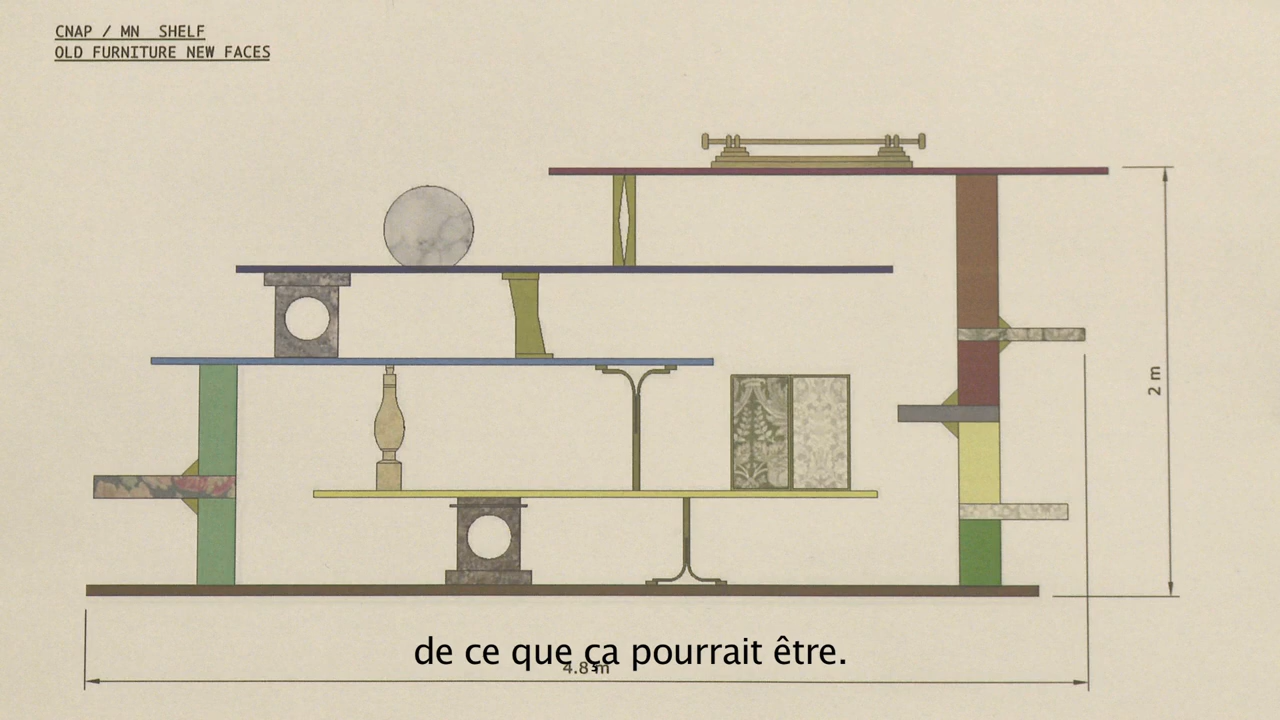 CNAP / MN SHELF
OLD FURNITURE NEW FACES
2 m
de ce que ça pourrait être.
4.8 m